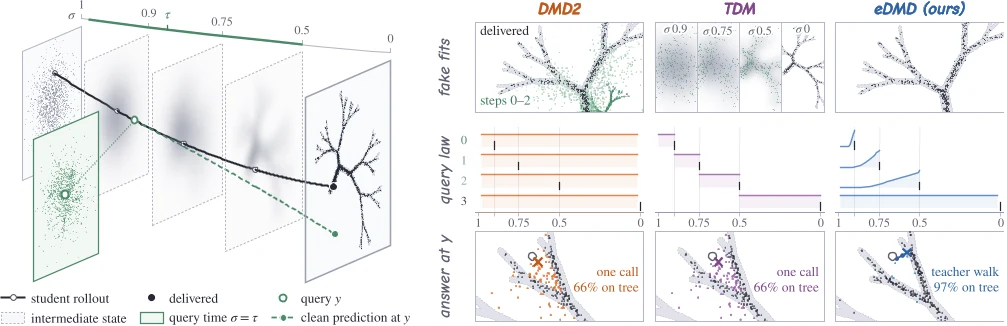 1
σ
0.9
τ
0.75
0.5
0
student rollout
delivered
query y
clean prediction at y
intermediate state
query time σ=τ
DMD2
TDM
eDMD (ours)
fake fits
delivered
steps 0–2
σ 0.9
σ 0.75
σ 0.5
σ 0
query law
0
1
2
3
1
0.75
0.5
0
1
0.75
0.5
0
1
0.75
0.5
0
answer at y
one call
66% on tree
one call
66% on tree
teacher walk
97% on tree